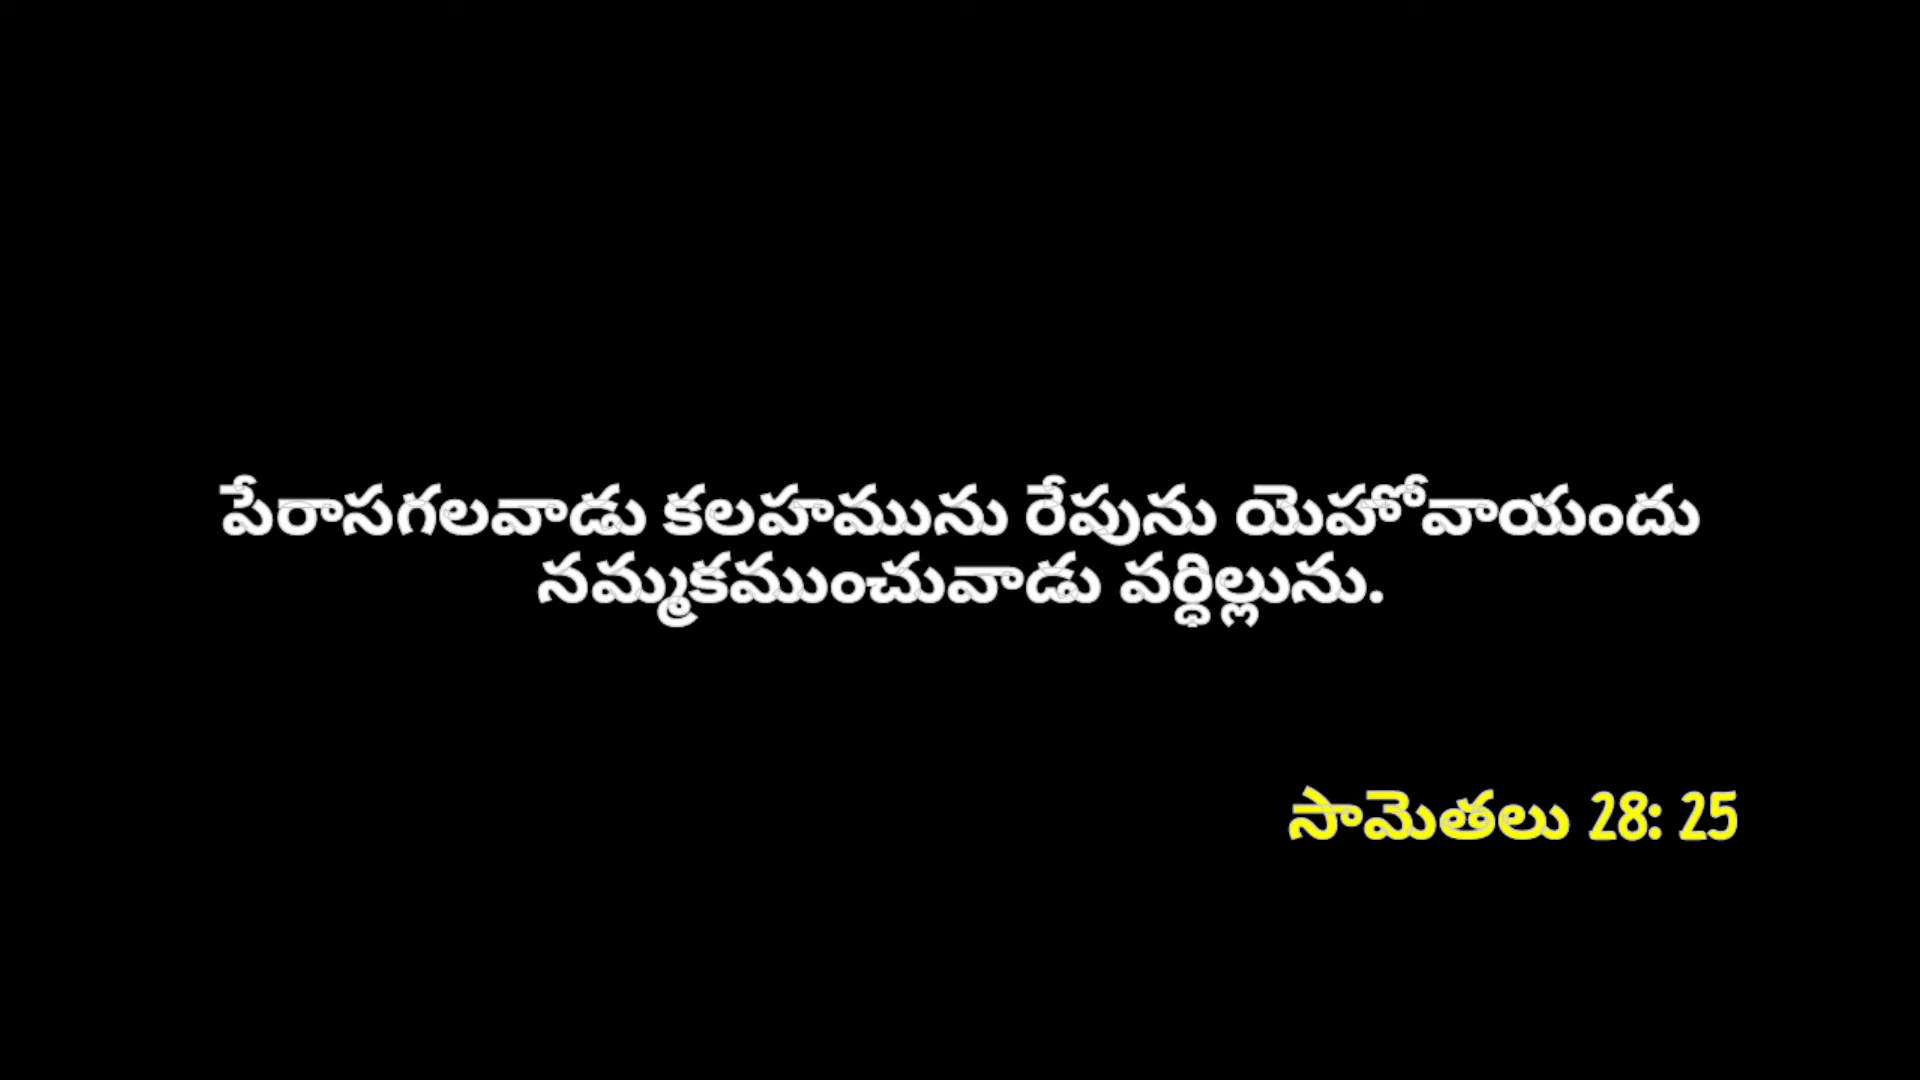 పేరాసగలవాడు కలహమును రేపును యెహోవాయందు
నమ్మకముంచువాడు వర్ధిల్లును.
సామెతలు 28: 25